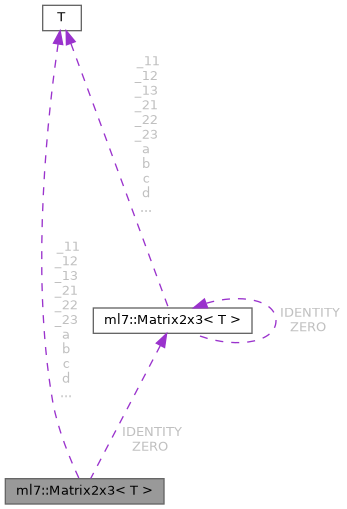 T
_11
_12
_13
_21
_22
_23
a
b
c
d
...
_11
_12
_13
_21
_22
_23
a
b
c
d
...
ml7::Matrix2x3< T >
IDENTITY
ZERO
IDENTITY
ZERO
ml7::Matrix2x3< T >